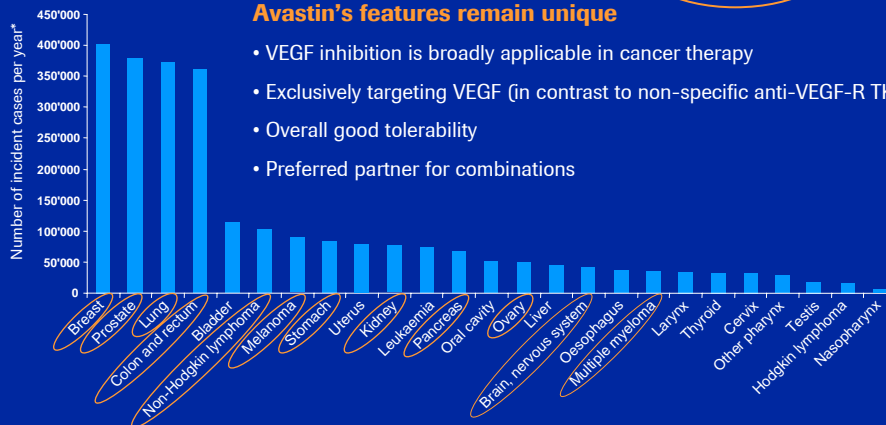 Avastin's features remain unique
• VEGF inhibition is broadly applicable in cancer therapy
• Exclusively targeting VEGF (in contrast to non-specific anti-VEGF-R
• Overall good tolerability
• Preferred partner for combinations
Number of incident cases per year*
450'000
400'000
350'000
300'000
250'000
200'000
150'000
100'000
50'000
0
Breast
Prostate
Lung
Colon and rectum
Bladder
Non-Hodgkin lymphoma
Melanoma
Stomach
Uterus
Kidney
Leukaemia
Pancreas
Oral cavity
Ovary
Liver
Brain, nervous system
Oesophagus
Multiple myeloma
Larynx
Thyroid
Cervix
Other pharynx
Testis
Hodgkin lymphoma
Nasopharynx